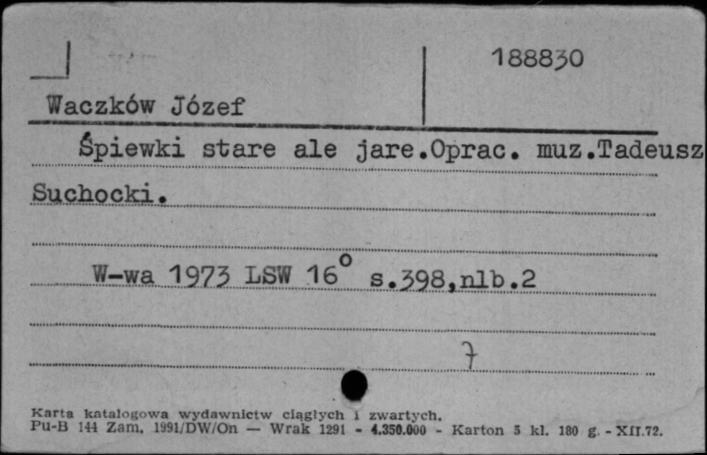 188830
Waczków Józef
Śpiewki stare ale jare.Oprac. muz.Tadeusz
Suchocki.
W-wa 1973 LSW 16° s.398,nlb.2
7
Karta katalogowa wydawnictw ciągłych i zwartych.
Pu-B 144 Zam. 1991/DW/On — Wrak 1291 - 4.350.000 - Karton 5 kl. 180 g. - XII.72.